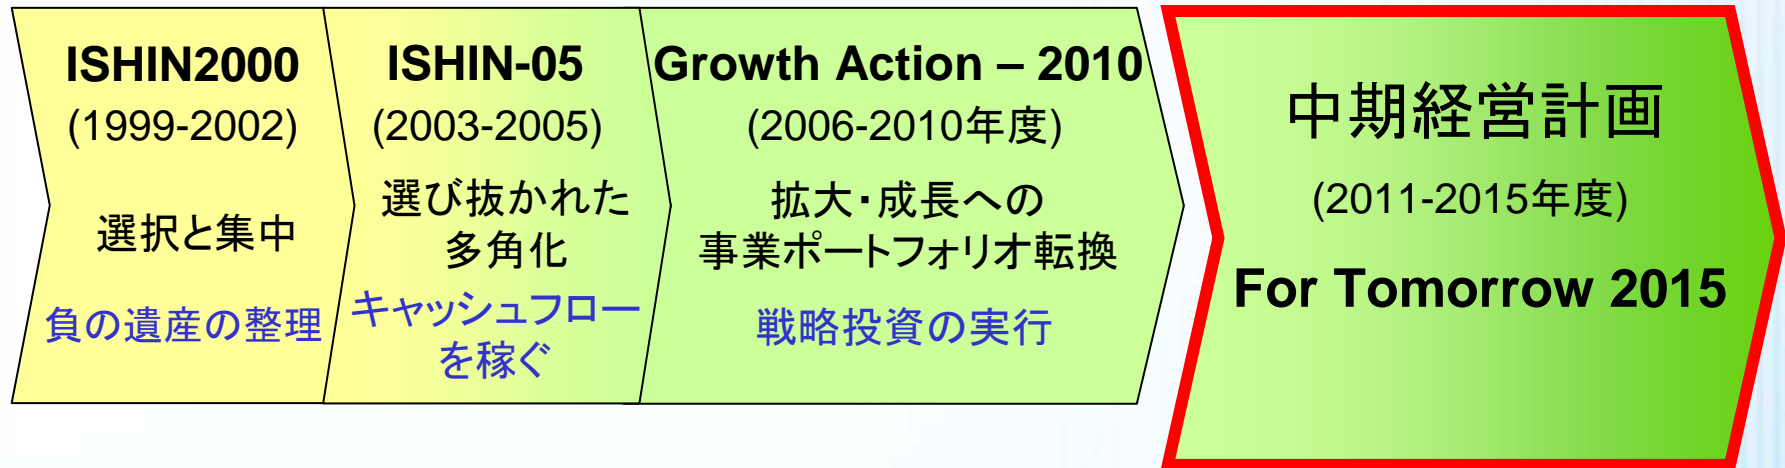 ISHIN2000
(1999-2002)
選択と集中
負の遺産の整理
ISHIN-05
(2003-2005)
選び抜かれた
多角化
キャッシュフロー
を稼ぐ
Growth Action – 2010
(2006-2010年度)
拡大・成長への
事業ポートフォリオ転換
戦略投資の実行
中期経営計画
(2011-2015年度)
For Tomorrow 2015